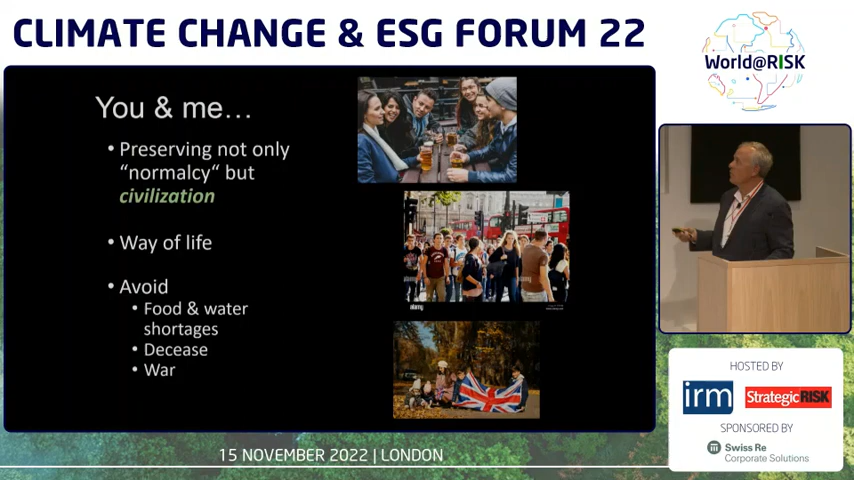 CLIMATE CHANGE & ESG FORUM 22
World@RISK
You & me…
• Preserving not only
“normalcy“ but
civilization
• Way of life
• Avoid
• Food & water
shortages
• Decease
• War
alamy
HOSTED BY
irm
StrategicRISK
SPONSORED BY
Swiss Re
Corporate Solutions
15 NOVEMBER 2022 | LONDON